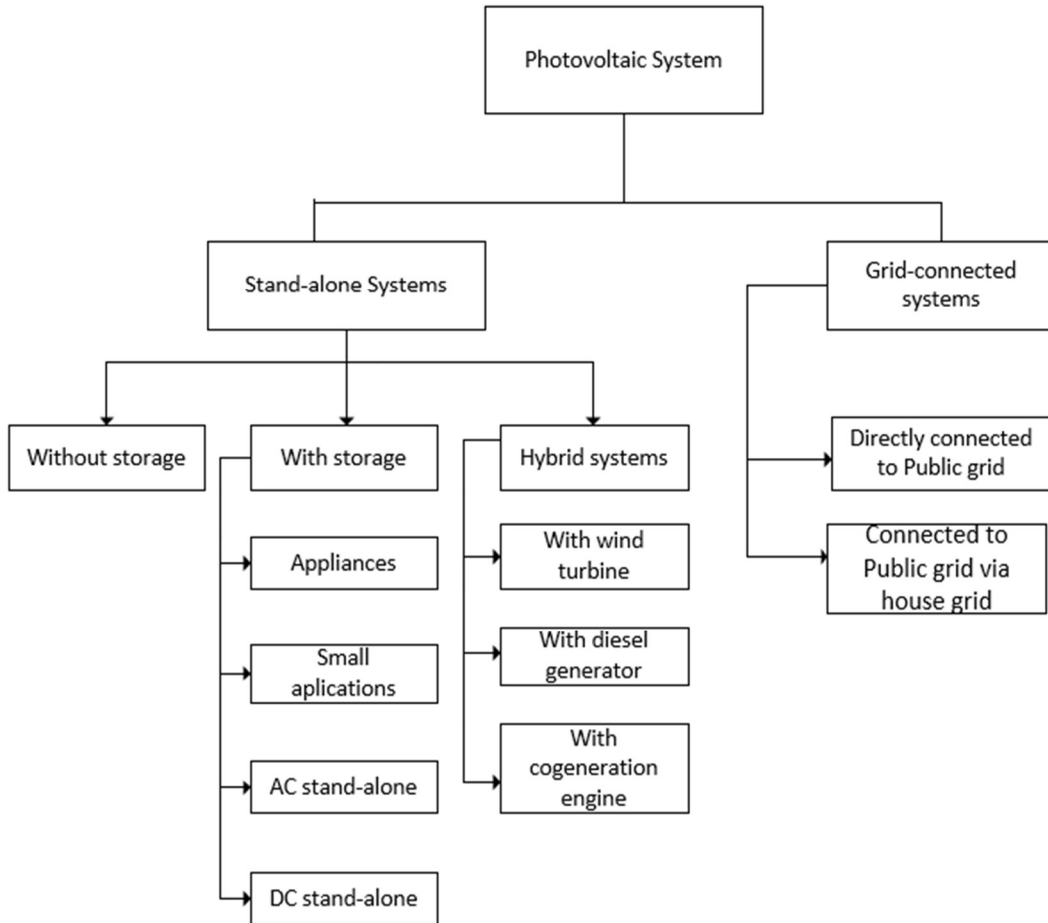 Photovoltaic System
Stand-alone Systems
Grid-connected
systems
Without storage
With storage
Hybrid systems
Directly connected
to Public grid
Appliances
With wind
turbine
Connected to
Public grid via
house grid
Small
aplications
With diesel
generator
AC stand-alone
With
cogeneration
engine
DC stand-alone